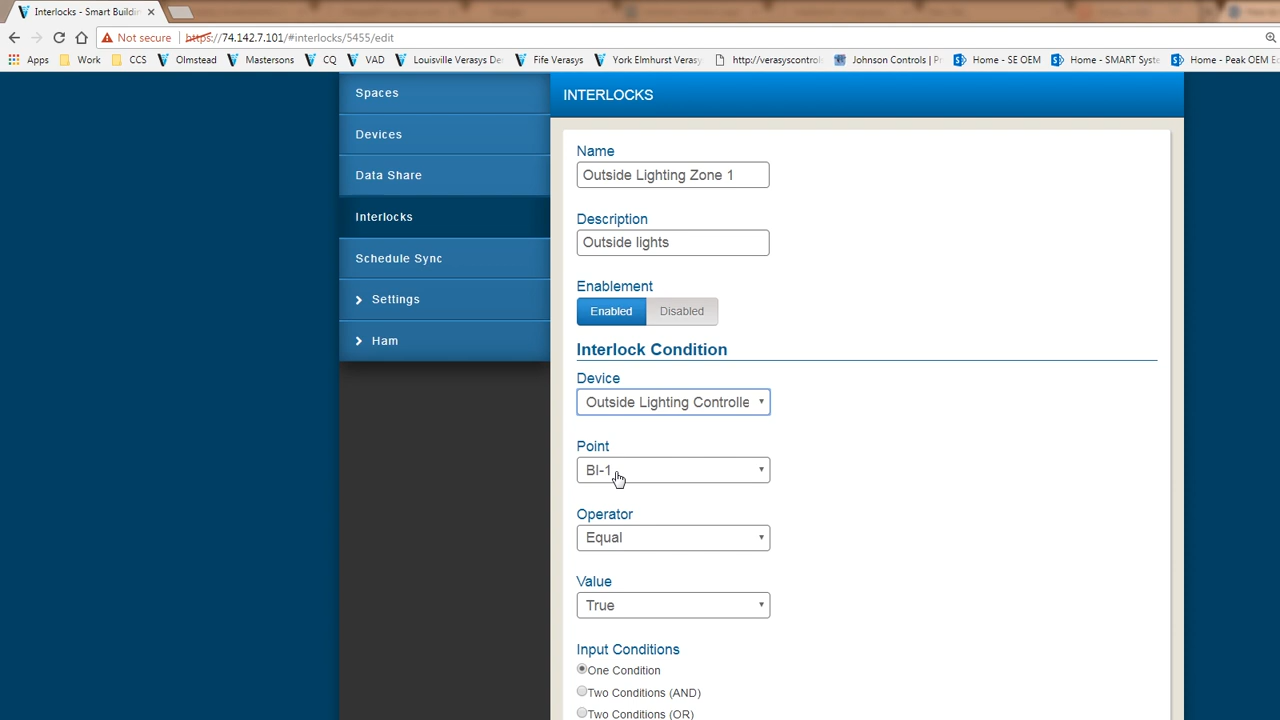 Interlocks - Smart Buildin
Not secure
https://74.142.7.101/#interlocks/5455/edit
Apps Work CCS Olmstead Mastersons CQ VAD Louisville Verasys De Fife Verasys York Elmhurst Verasy http://verasyscontrol Johnson Controls | P Home - SE OEM Home - SMART Syste Home - Peak OEM E
Spaces
Devices
Data Share
Interlocks
Schedule Sync
Settings
Ham
INTERLOCKS
Name
Outside Lighting Zone 1
Description
Outside lights
Enablement
Enabled Disabled
Interlock Condition
Device
Outside Lighting Controlle
Point
BI-1
Operator
Equal
Value
True
Input Conditions
One Condition
Two Conditions (AND)
Two Conditions (OR)